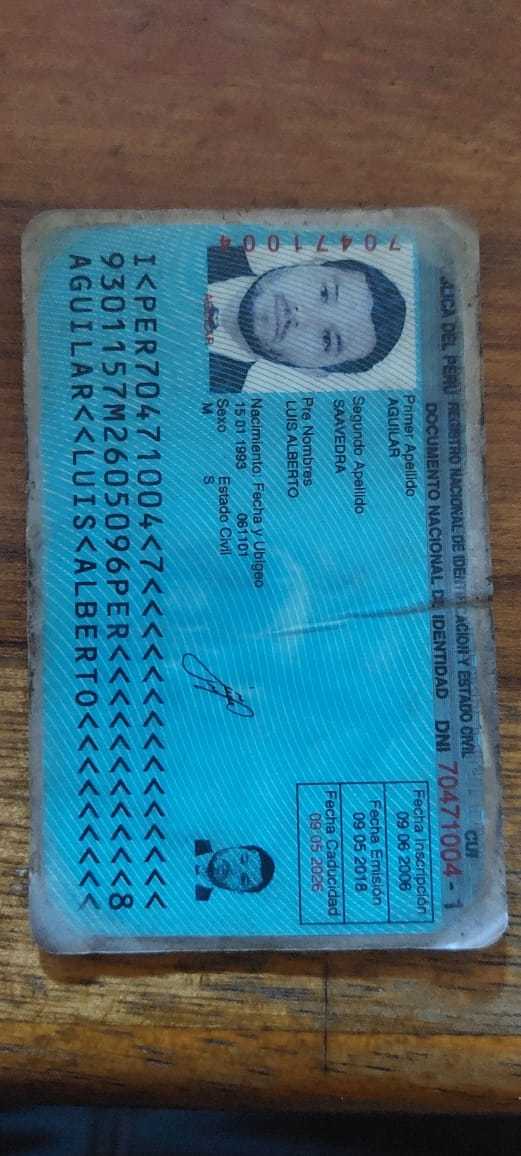 REGISTRO NACIONAL DE IDENTIFICACION Y ESTADO CIVIL
DOCUMENTO NACIONAL DE IDENTIDAD DNI 70471004 - 1
CUI
70471004
Primer Apellido
AGUILAR
Segundo Apellido
SAAVEDRA
Pre Nombres
LUIS ALBERTO
Nacimiento: Fecha y Ubigeo
15 01 1993 061101
Sexo Estado Civil
M S
Fecha Inscripción
09 06 2006
Fecha Emisión
09 05 2018
Fecha Caducidad
09 05 2026
I<PER70471004<7<<<<<<<<<<<<<<<
9301157M2605096PER<<<<<<<<<<<8
AGUILAR<<LUIS<ALBERTO<<<<<<<<<